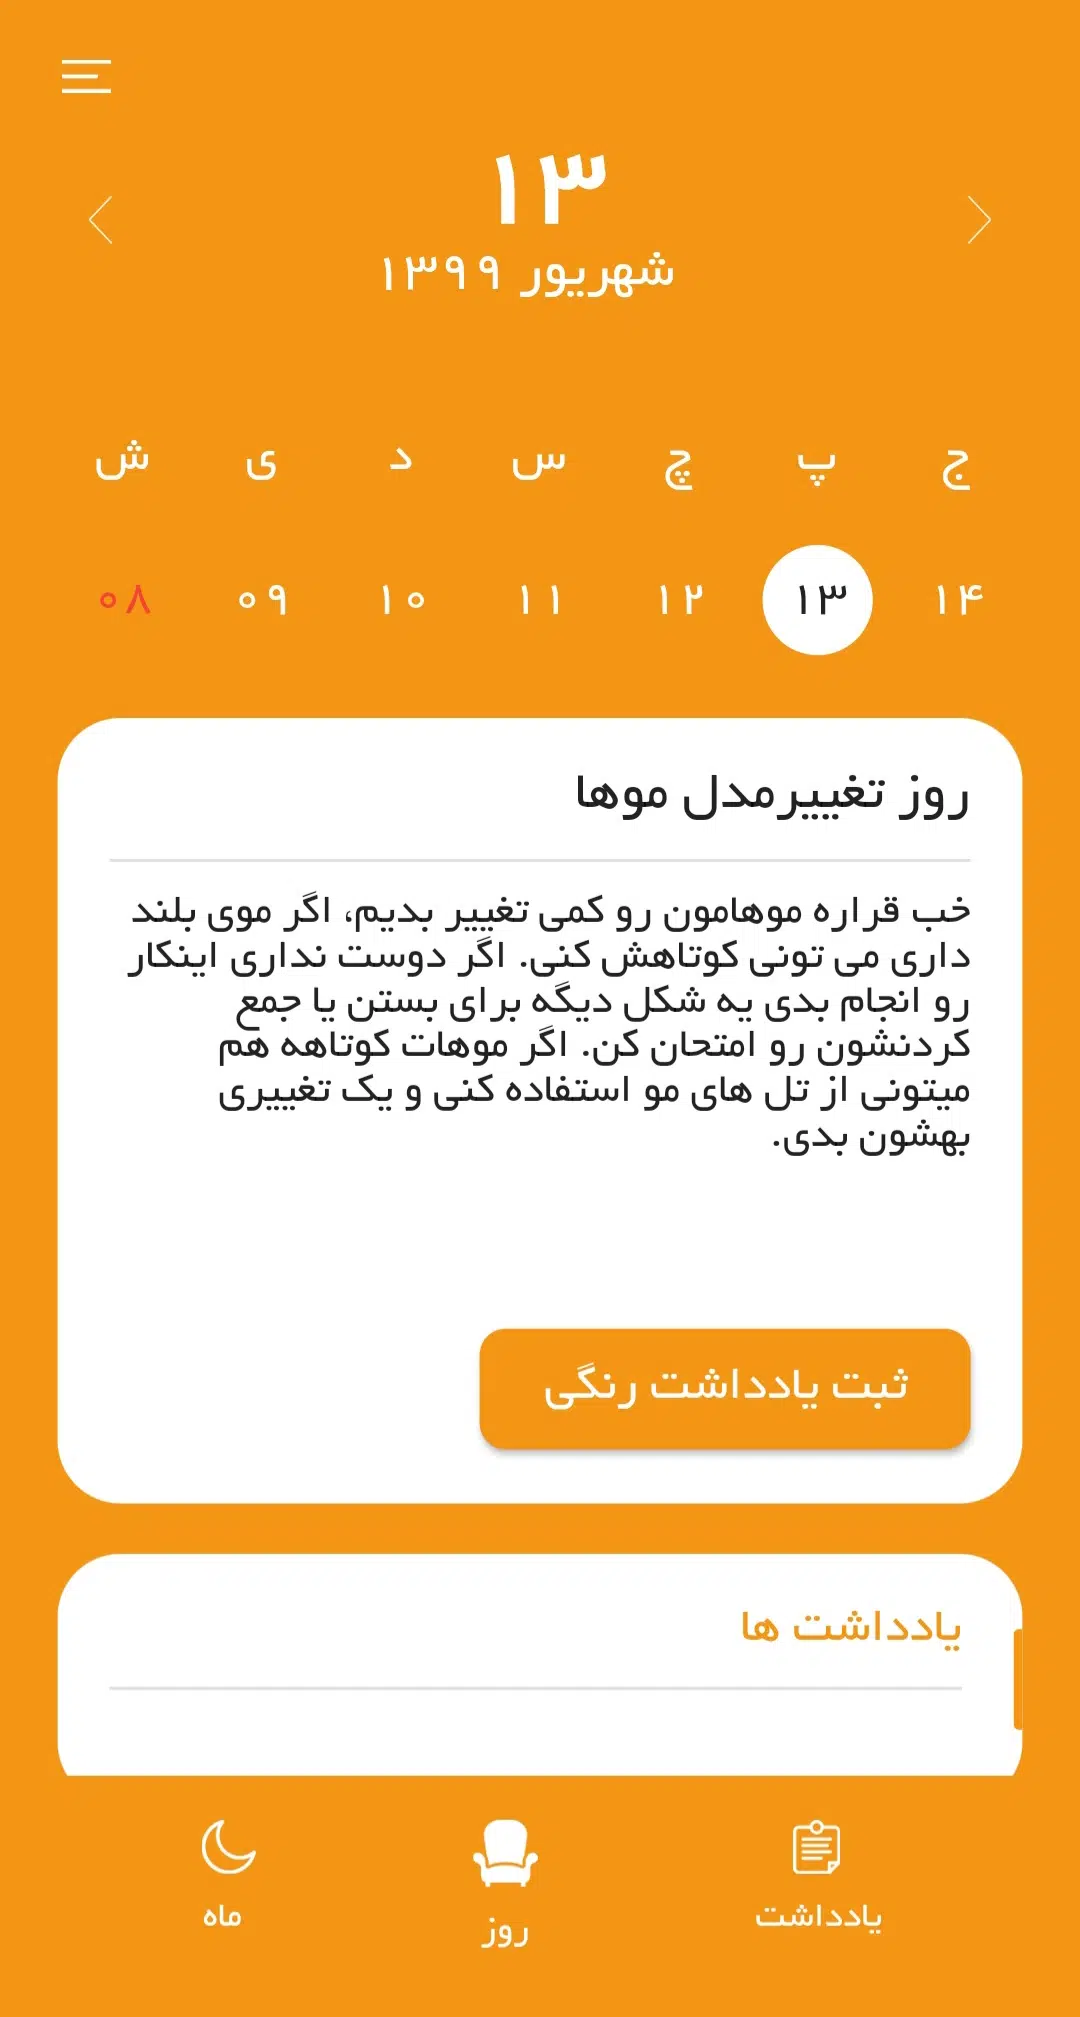 ۱۳
شهریور ۱۳۹۹
ش ی د س چ پ ج
۰۸ ۰۹ ۱۰ ۱۱ ۱۲ ۱۳ ۱۴
روز تغییرمدل موها
خب قراره موهامون رو کمی تغییر بدیم، اگر موی بلند
داری می تونی کوتاهش کنی. اگر دوست نداری اینکار
رو انجام بدی یه شکل دیگه برای بستن یا جمع
کردنشون رو امتحان کن. اگر موهات کوتاهه هم
میتونی از تل های مو استفاده کنی و یک تغییری
بهشون بدی.
ثبت یادداشت رنگی
یادداشت ها
یادداشت
روز
ماه